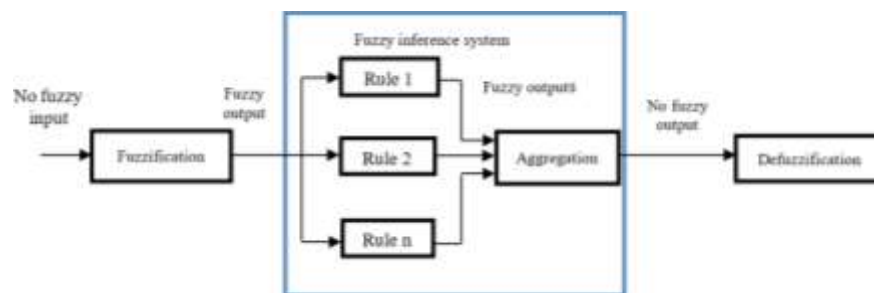 Fuzzy inference system
No fuzzy
input
Fuzzy
output
Fuzzification
Rule 1
Rule 2
Rule n
Fuzzy outputs
Aggregation
No fuzzy
output
Defuzzification